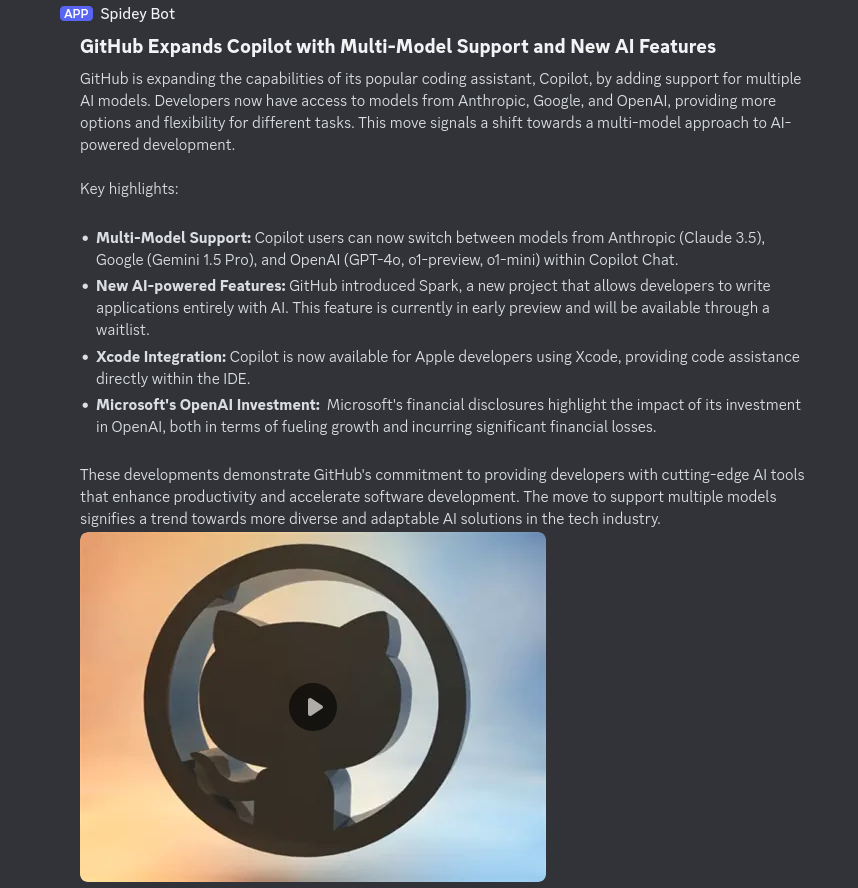 APP Spidey Bot
GitHub Expands Copilot with Multi-Model Support and New AI Features
GitHub is expanding the capabilities of its popular coding assistant, Copilot, by adding support for multiple
AI models. Developers now have access to models from Anthropic, Google, and OpenAI, providing more
options and flexibility for different tasks. This move signals a shift towards a multi-model approach to AI-
powered development.
Key highlights:
• Multi-Model Support: Copilot users can now switch between models from Anthropic (Claude 3.5),
Google (Gemini 1.5 Pro), and OpenAI (GPT-4o, o1-preview, o1-mini) within Copilot Chat.
• New AI-powered Features: GitHub introduced Spark, a new project that allows developers to write
applications entirely with AI. This feature is currently in early preview and will be available through a
waitlist.
• Xcode Integration: Copilot is now available for Apple developers using Xcode, providing code assistance
directly within the IDE.
• Microsoft's OpenAI Investment: Microsoft's financial disclosures highlight the impact of its investment
in OpenAI, both in terms of fueling growth and incurring significant financial losses.
These developments demonstrate GitHub's commitment to providing developers with cutting-edge AI tools
that enhance productivity and accelerate software development. The move to support multiple models
signifies a trend towards more diverse and adaptable AI solutions in the tech industry.